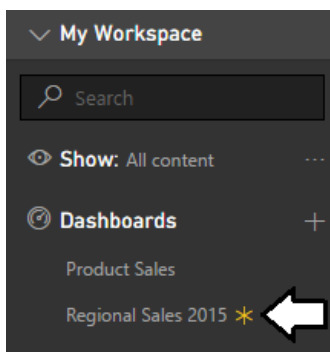 My Workspace
Search
Show: All content ...
Dashboards +
Product Sales
Regional Sales 2015 *